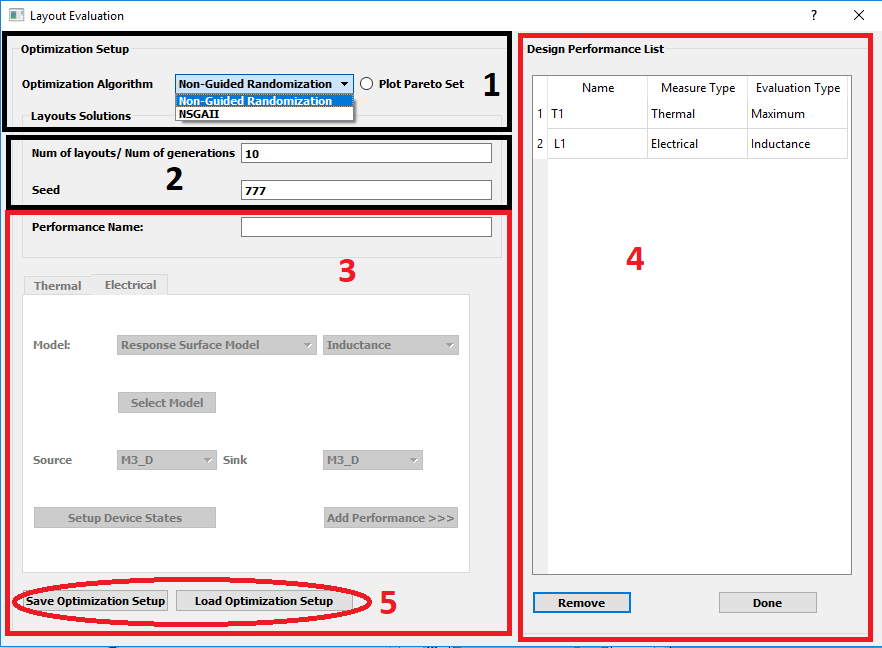 Layout Evaluation ?
Optimization Setup
Optimization Algorithm Non-Guided Randomization Plot Pareto Set 1
Non-Guided Randomization
NSGAII
Layouts Solutions
Num of layouts/ Num of generations 10
2
Seed 777
Performance Name:
3
Thermal Electrical
Model: Response Surface Model Inductance
Select Model
Source M3_D Sink M3_D
Setup Device States Add Performance >>>
Save Optimization Setup Load Optimization Setup 5
Design Performance List
Name Measure Type Evaluation Type
1 T1 Thermal Maximum
2 L1 Electrical Inductance
4
Remove Done